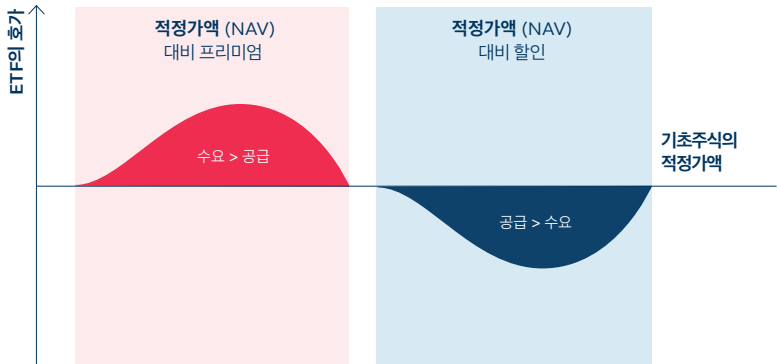 ETF의 호가
적정가액 (NAV)
대비 프리미엄
적정가액 (NAV)
대비 할인
수요 > 공급
기초주식의
적정가액
공급 > 수요